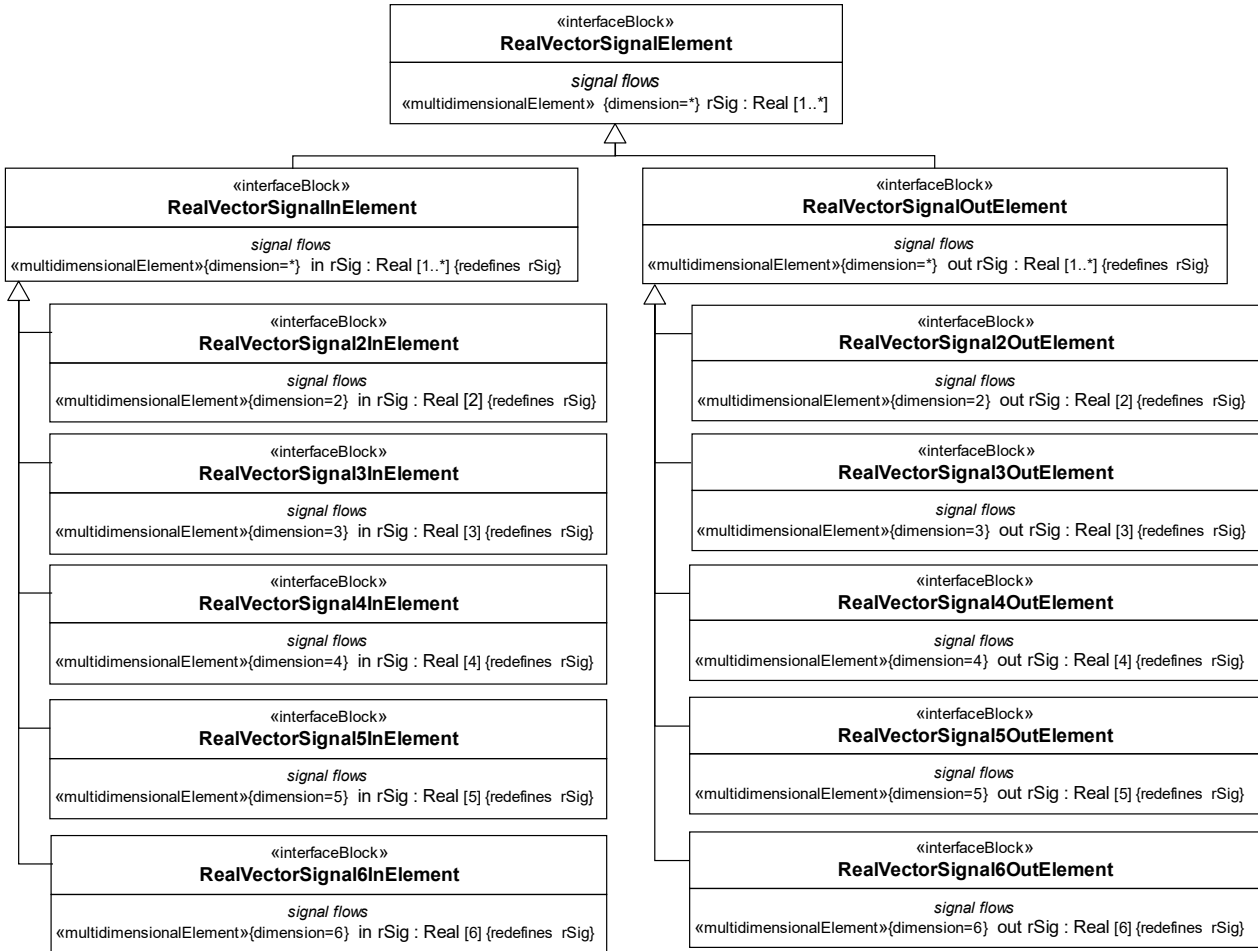 «interfaceBlock»
RealVectorSignalElement
signal flows
«multidimensionalElement» {dimension=*} rSig : Real [1..*]
«interfaceBlock»
RealVectorSignalInElement
signal flows
«multidimensionalElement»{dimension=*} in rSig : Real [1..*] {redefines rSig}
«interfaceBlock»
RealVectorSignalOutElement
signal flows
«multidimensionalElement»{dimension=*} out rSig : Real [1..*] {redefines rSig}
«interfaceBlock»
RealVectorSignal2InElement
signal flows
«multidimensionalElement»{dimension=2} in rSig : Real [2] {redefines rSig}
«interfaceBlock»
RealVectorSignal3InElement
signal flows
«multidimensionalElement»{dimension=3} in rSig : Real [3] {redefines rSig}
«interfaceBlock»
RealVectorSignal4InElement
signal flows
«multidimensionalElement»{dimension=4} in rSig : Real [4] {redefines rSig}
«interfaceBlock»
RealVectorSignal5InElement
signal flows
«multidimensionalElement»{dimension=5} in rSig : Real [5] {redefines rSig}
«interfaceBlock»
RealVectorSignal6InElement
signal flows
«multidimensionalElement»{dimension=6} in rSig : Real [6] {redefines rSig}
«interfaceBlock»
RealVectorSignal2OutElement
signal flows
«multidimensionalElement»{dimension=2} out rSig : Real [2] {redefines rSig}
«interfaceBlock»
RealVectorSignal3OutElement
signal flows
«multidimensionalElement»{dimension=3} out rSig : Real [3] {redefines rSig}
«interfaceBlock»
RealVectorSignal4OutElement
signal flows
«multidimensionalElement»{dimension=4} out rSig : Real [4] {redefines rSig}
«interfaceBlock»
RealVectorSignal5OutElement
signal flows
«multidimensionalElement»{dimension=5} out rSig : Real [5] {redefines rSig}
«interfaceBlock»
RealVectorSignal6OutElement
signal flows
«multidimensionalElement»{dimension=6} out rSig : Real [6] {redefines rSig}